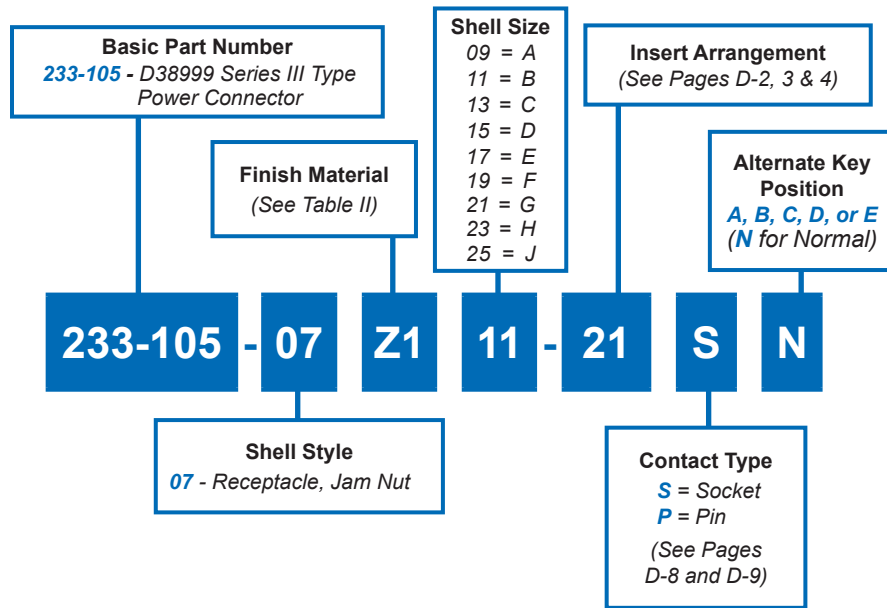 Basic Part Number
233-105 - D38999 Series III Type
Power Connector
Finish Material
(See Table II)
Shell Size
09 = A
11 = B
13 = C
15 = D
17 = E
19 = F
21 = G
23 = H
25 = J
Insert Arrangement
(See Pages D-2, 3 & 4)
Alternate Key
Position
A, B, C, D, or E
(N for Normal)
233-105 - 07 Z1 11 - 21 S N
Shell Style
07 - Receptacle, Jam Nut
Contact Type
S = Socket
P = Pin
(See Pages
D-8 and D-9)